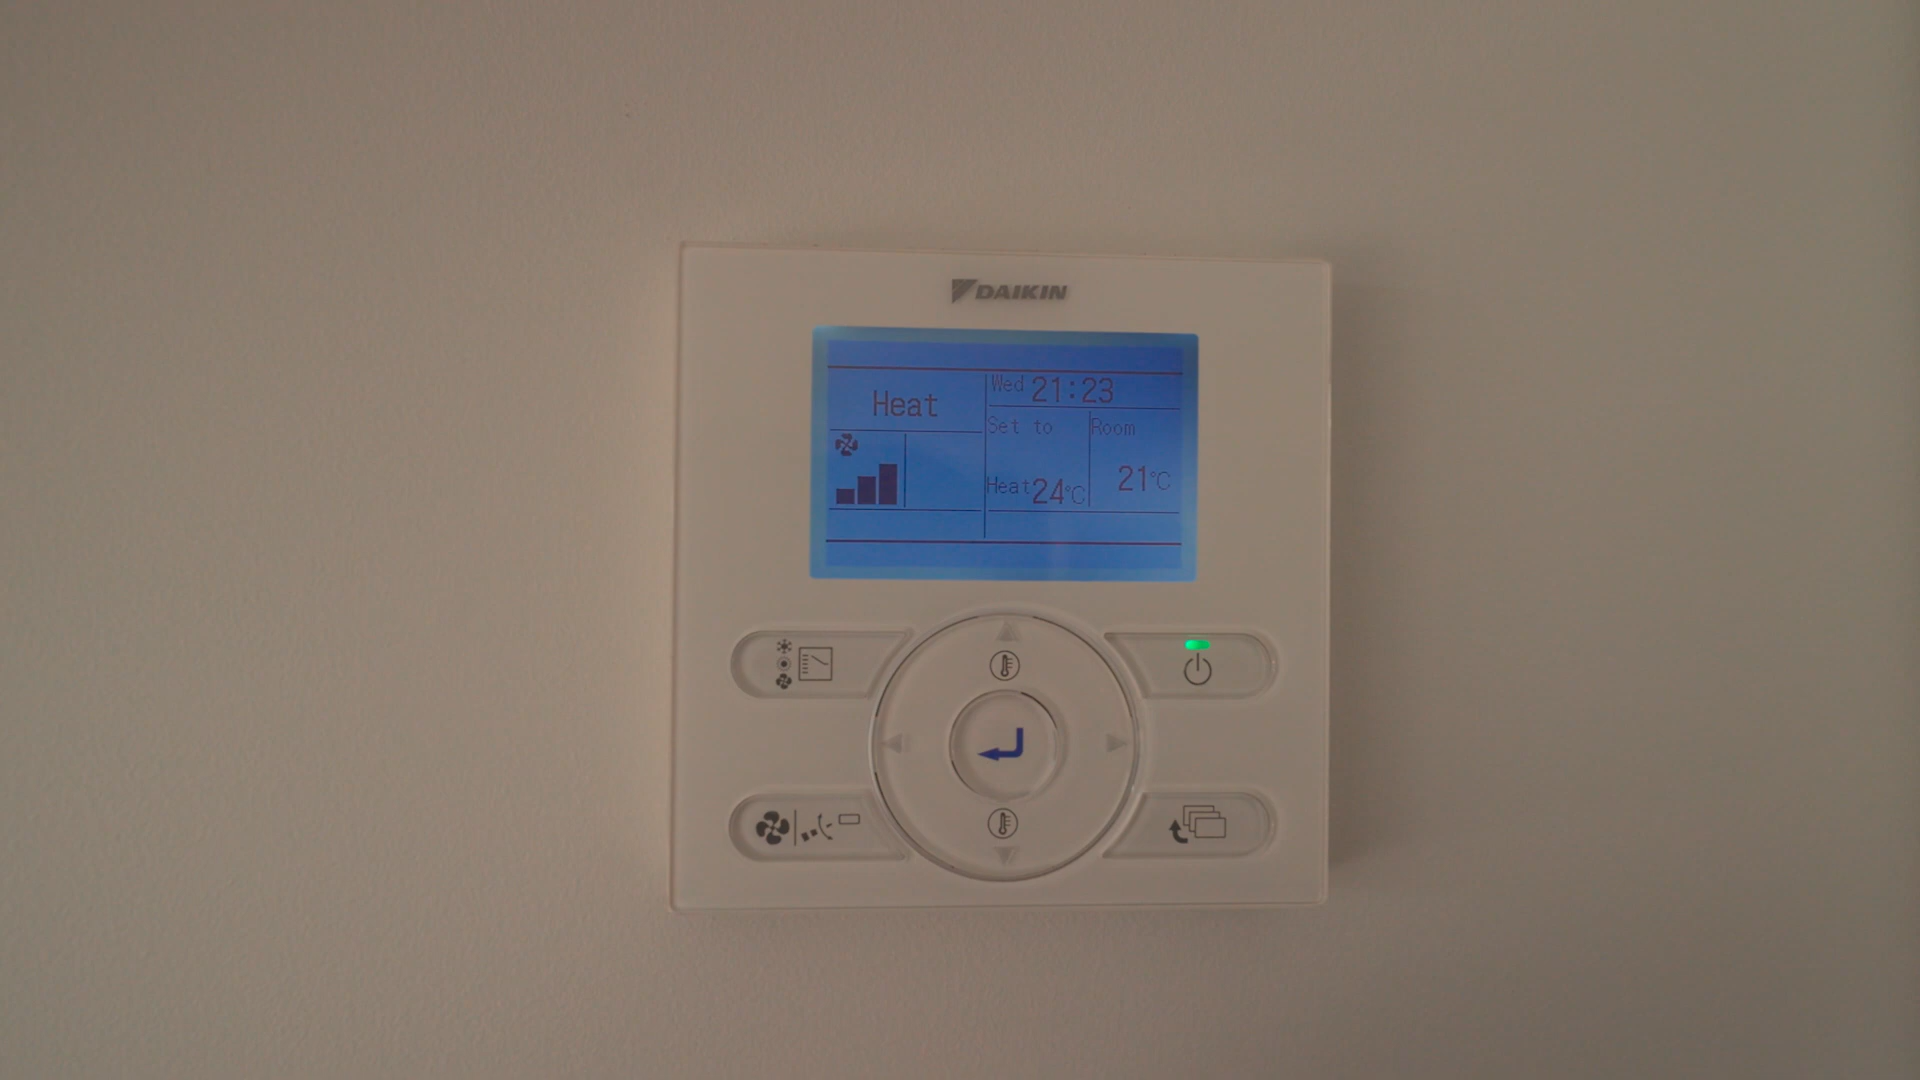 DAIKIN
Heat
Wed 21:23
Set to
Room
Heat 24°C
21°C